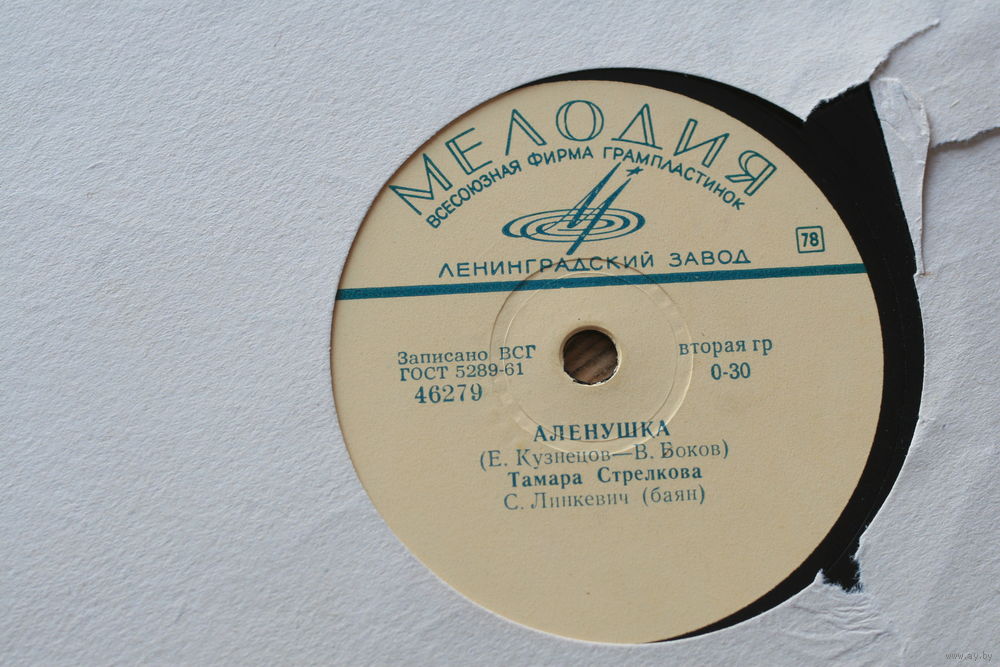 МЕЛОДИЯ
ВСЕСОЮЗНАЯ ФИРМА ГРАМПЛАСТИНОК
78
ЛЕНИНГРАДСКИЙ ЗАВОД
Записано ВСГ
ГОСТ 5289-61
46279
вторая гр
0-30
АЛЕНУШКА
(Е. Кузнецов—В. Боков)
Тамара Стрелкова
С. Линкевич (баян)
www.ay.by